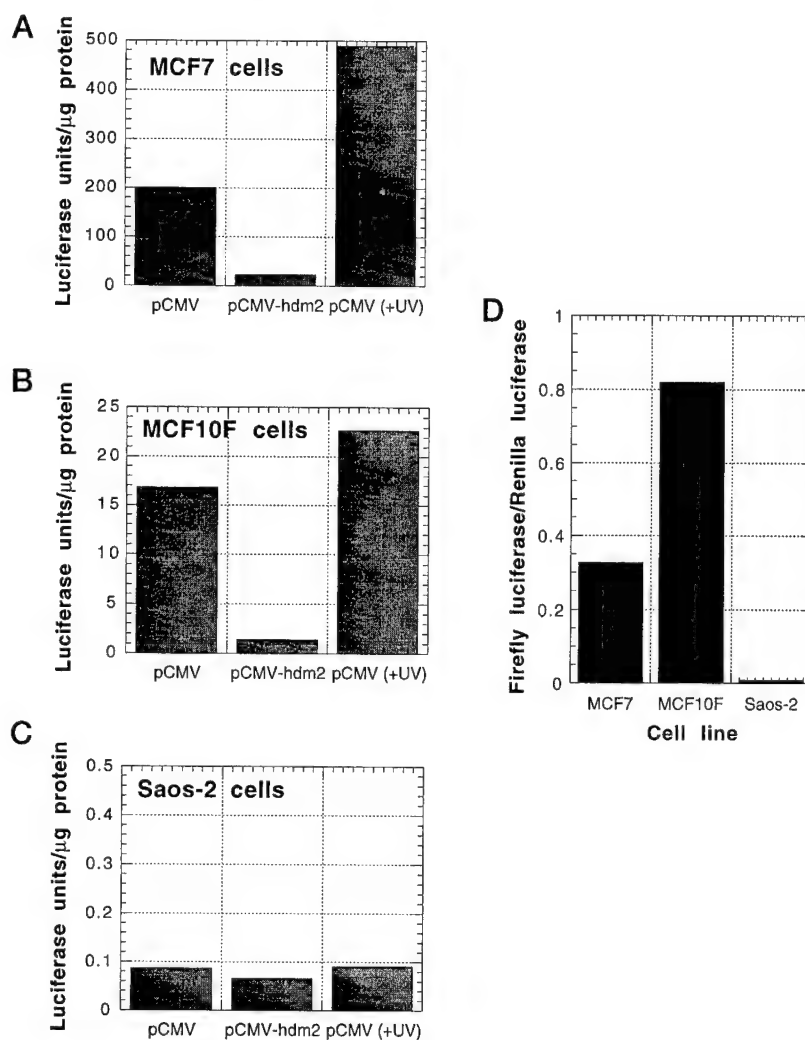 A
Luciferase units/µg protein
500
400
300
200
100
0
MCF7 cells
pCMV
pCMV-hdm2
pCMV (+UV)
B
Luciferase units/µg protein
25
20
15
10
5
0
MCF10F cells
pCMV
pCMV-hdm2
pCMV (+UV)
C
Luciferase units/µg protein
0.5
0.4
0.3
0.2
0.1
0
Saos-2 cells
pCMV
pCMV-hdm2
pCMV (+UV)
D
Firefly luciferase/Renilla luciferase
1
0.8
0.6
0.4
0.2
0
MCF7
MCF10F
Saos-2
Cell line